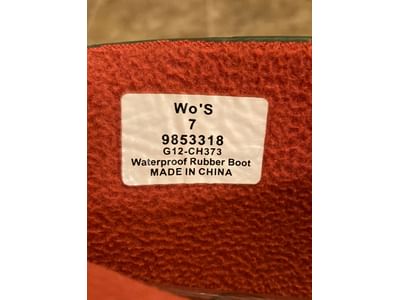 Wo'S
7
9853318
G12-CH373
Waterproof Rubber Boot
MADE IN CHINA